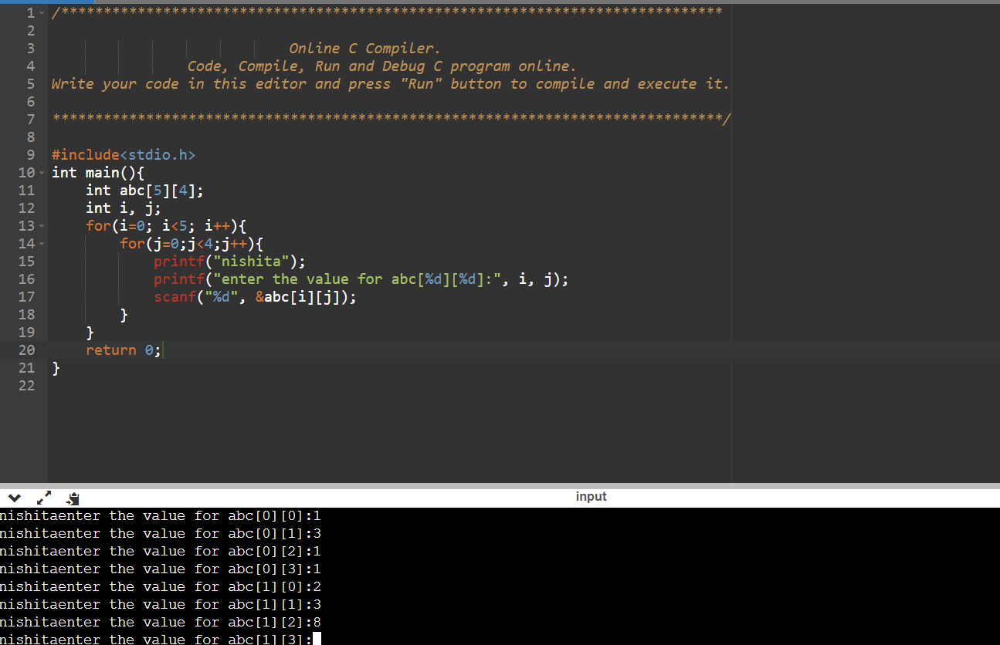 1 /******************************************************************************
2
3 Online C Compiler.
4 Code, Compile, Run and Debug C program online.
5 Write your code in this editor and press "Run" button to compile and execute it.
6
7 *******************************************************************************/
8
9 #include<stdio.h>
10 int main(){
11     int abc[5][4];
12     int i, j;
13     for(i=0; i<5; i++){
14         for(j=0;j<4;j++){
15             printf("nishita");
16             printf("enter the value for abc[%d][%d]:", i, j);
17             scanf("%d", &abc[i][j]);
18         }
19     }
20     return 0;
21 }
22
input
nishitaenter the value for abc[0][0]:1
nishitaenter the value for abc[0][1]:3
nishitaenter the value for abc[0][2]:1
nishitaenter the value for abc[0][3]:1
nishitaenter the value for abc[1][0]:2
nishitaenter the value for abc[1][1]:3
nishitaenter the value for abc[1][2]:8
nishitaenter the value for abc[1][3]: